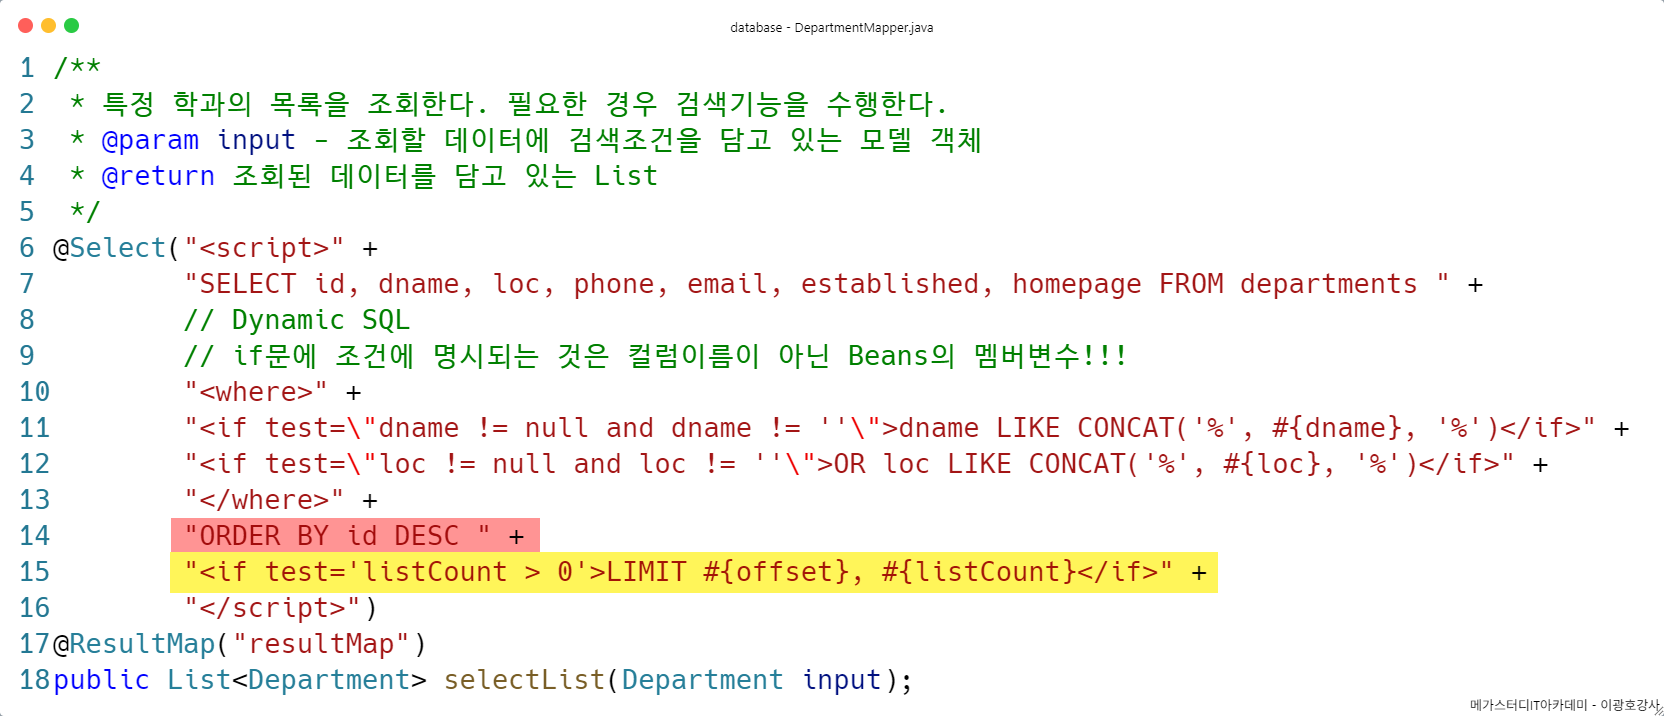 database - DepartmentMapper.java
1 /**
2  * 특정 학과의 목록을 조회한다. 필요한 경우 검색기능을 수행한다.
3  * @param input - 조회할 데이터에 검색조건을 담고 있는 모델 객체
4  * @return 조회된 데이터를 담고 있는 List
5  */
6 @Select("<script>" +
7         "SELECT id, dname, loc, phone, email, established, homepage FROM departments " +
8         // Dynamic SQL
9         // if문에 조건에 명시되는 것은 컬럼이름이 아닌 Beans의 멤버변수!!!
10         "<where>" +
11         "<if test=\"dname != null and dname != ''\">dname LIKE CONCAT('%', #{dname}, '%')</if>" +
12         "<if test=\"loc != null and loc != ''\">OR loc LIKE CONCAT('%', #{loc}, '%')</if>" +
13         "</where>" +
14         "ORDER BY id DESC " +
15         "<if test='listCount > 0'>LIMIT #{offset}, #{listCount}</if>" +
16         "</script>")
17 @ResultMap("resultMap")
18 public List<Department> selectList(Department input);
메가스터디IT아카데미 - 이광호강사